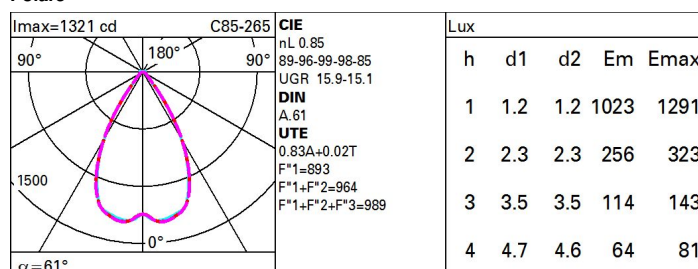 Imax=1321 cd C85-265
90° 180° 90°
1500
0°
α=61°
CIE
nL 0.85
89-96-99-98-85
UGR 15.9-15.1
DIN
A.61
UTE
0.83A+0.02T
F"1=893
F"1+F"2=964
F"1+F"2+F"3=989
Lux
h d1 d2 Em Emax
1 1.2 1.2 1023 1291
2 2.3 2.3 256 323
3 3.5 3.5 114 143
4 4.7 4.6 64 81